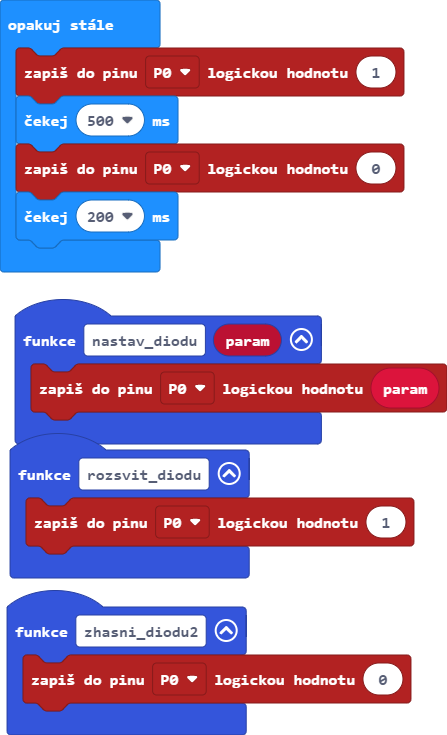 opakuj stále
zapiš do pinu P0 logickou hodnotu 1
čekej 500 ms
zapiš do pinu P0 logickou hodnotu 0
čekej 200 ms
funkce nastav_diodu param
zapiš do pinu P0 logickou hodnotu param
funkce rozsvit_diodu
zapiš do pinu P0 logickou hodnotu 1
funkce zhasni_diodu2
zapiš do pinu P0 logickou hodnotu 0